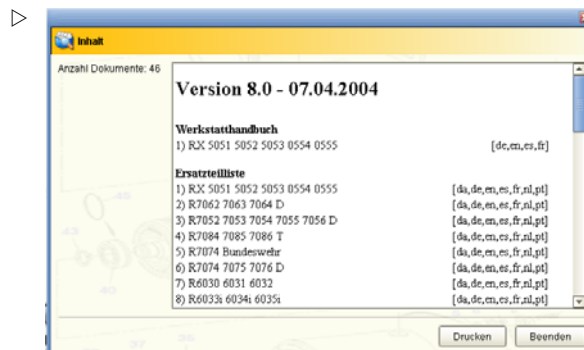 Inhalt
Anzahl Dokumente: 46
Version 8.0 - 07.04.2004
Werkstatthandbuch
1) RX 5051 5052 5053 0554 0555 [de,en,es,fr]
Ersatzteilliste
1) RX 5051 5052 5053 0554 0555 [da,de,en,es,fr,nl,pt]
2) R7062 7063 7064 D [da,de,en,es,fr,nl,pt]
3) R7052 7053 7054 7055 7056 D [da,de,en,es,fr,nl,pt]
4) R7084 7085 7086 T [da,de,en,es,fr,nl,pt]
5) R7074 Bundeswehr [da,de,en,es,fr,nl,pt]
6) R7074 7075 7076 D [da,de,en,es,fr,nl,pt]
7) R6030 6031 6032 [da,de,en,es,fr,nl,pt]
8) R6033i 6034i 6035i [da,de,en,es,fr,nl,pt]
Drucken Beenden